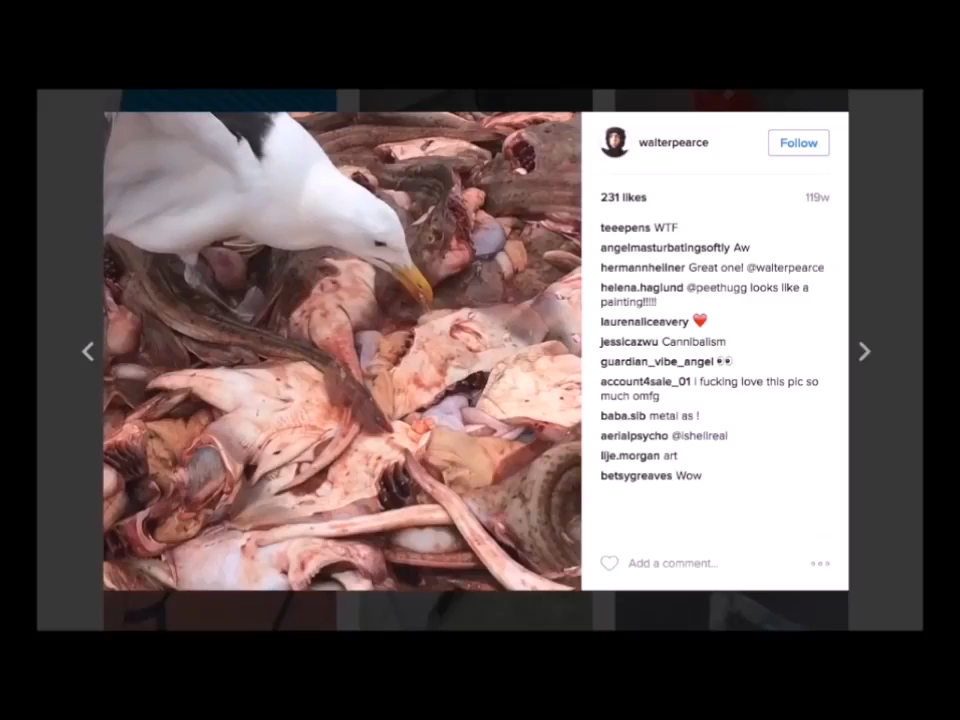 walterpearce
Follow
231 likes
119w
teeepens WTF
angelmasturbatingsoftly Aw
hermannhellner Great one! @walterpearce
helena.haglund @peethugg looks like a
painting!!!!!
laurenaliceavery ❤️
jessicazwu Cannibalism
guardian_vibe_angel 👀
account4sale_01 I fucking love this pic so
much omfg
baba.sib metal as !
aerialpsycho @ishellreal
lije.morgan art
betsygreaves Wow
Add a comment...